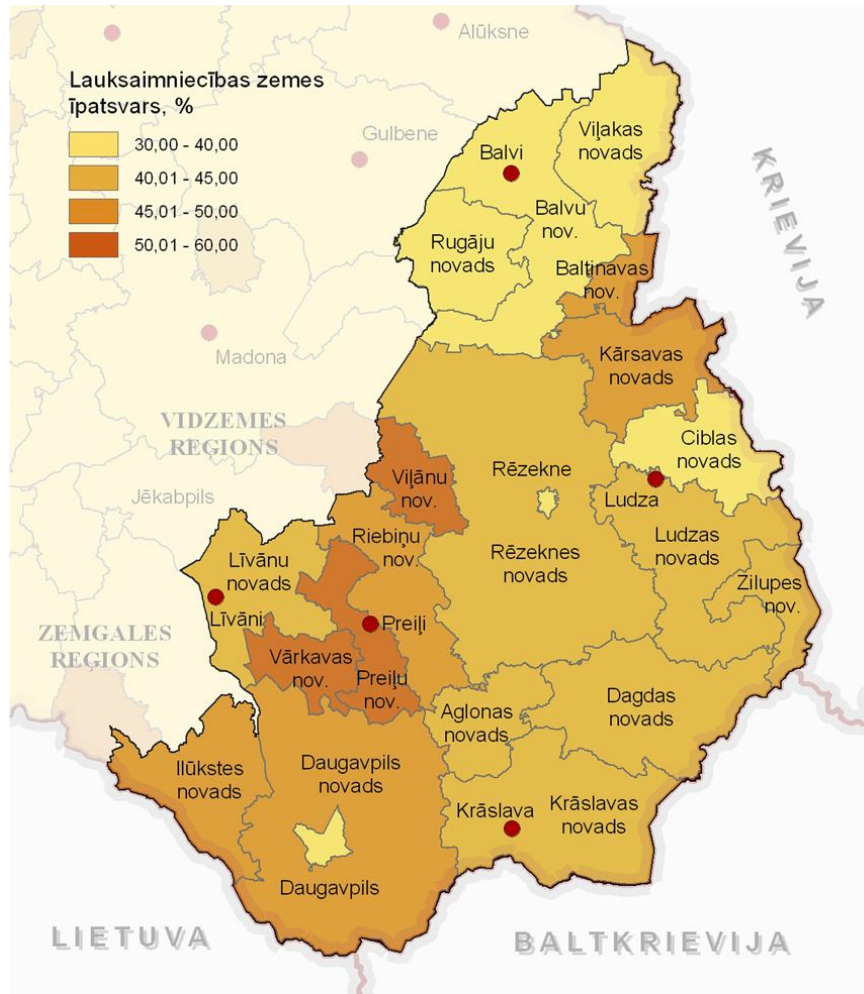 Alūksne
Lauksaimniecības zemes
īpatsvars, %
30,00 - 40,00
40,01 - 45,00
45,01 - 50,00
50,01 - 60,00
Gulbene
Viļakas
novads
Balvi
KRIEVIJA
Balvu
nov.
Rugāju
novads
Baltinavas
nov.
Madona
Kārsavas
novads
VIDZEMES
REGIONS
Ciblas
novads
Viļānu
nov.
Rēzekne
Jēkabpils
Ludza
Riebiņu
nov.
Ludzas
novads
Līvānu
novads
Rēzeknes
novads
Zilupes
nov.
Līvāni
Preiļi
ZEMGALES
REGIONS
Vārkavas
nov.
Preiļu
nov.
Dagdas
novads
Aglonas
novads
Ilūkstes
novads
Daugavpils
novads
Krāslava
Krāslavas
novads
Daugavpils
LIETUVA
BALTKRIEVIJA